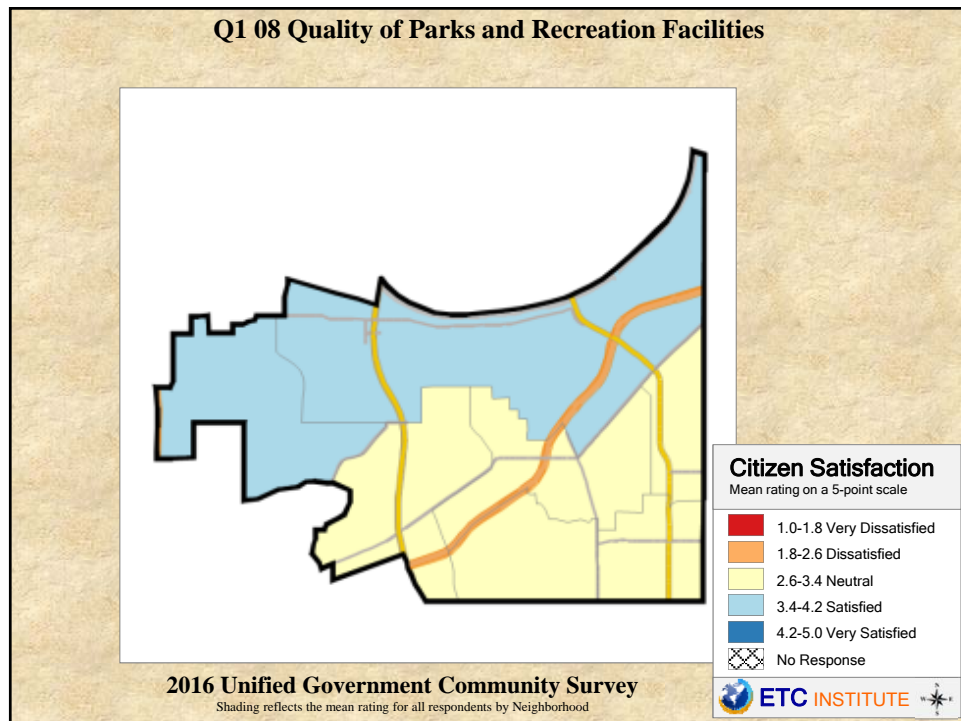 Q1 08 Quality of Parks and Recreation Facilities
Citizen Satisfaction
Mean rating on a 5-point scale
1.0-1.8 Very Dissatisfied
1.8-2.6 Dissatisfied
2.6-3.4 Neutral
3.4-4.2 Satisfied
4.2-5.0 Very Satisfied
No Response
2016 Unified Government Community Survey
Shading reflects the mean rating for all respondents by Neighborhood
ETC INSTITUTE
N
W E
S